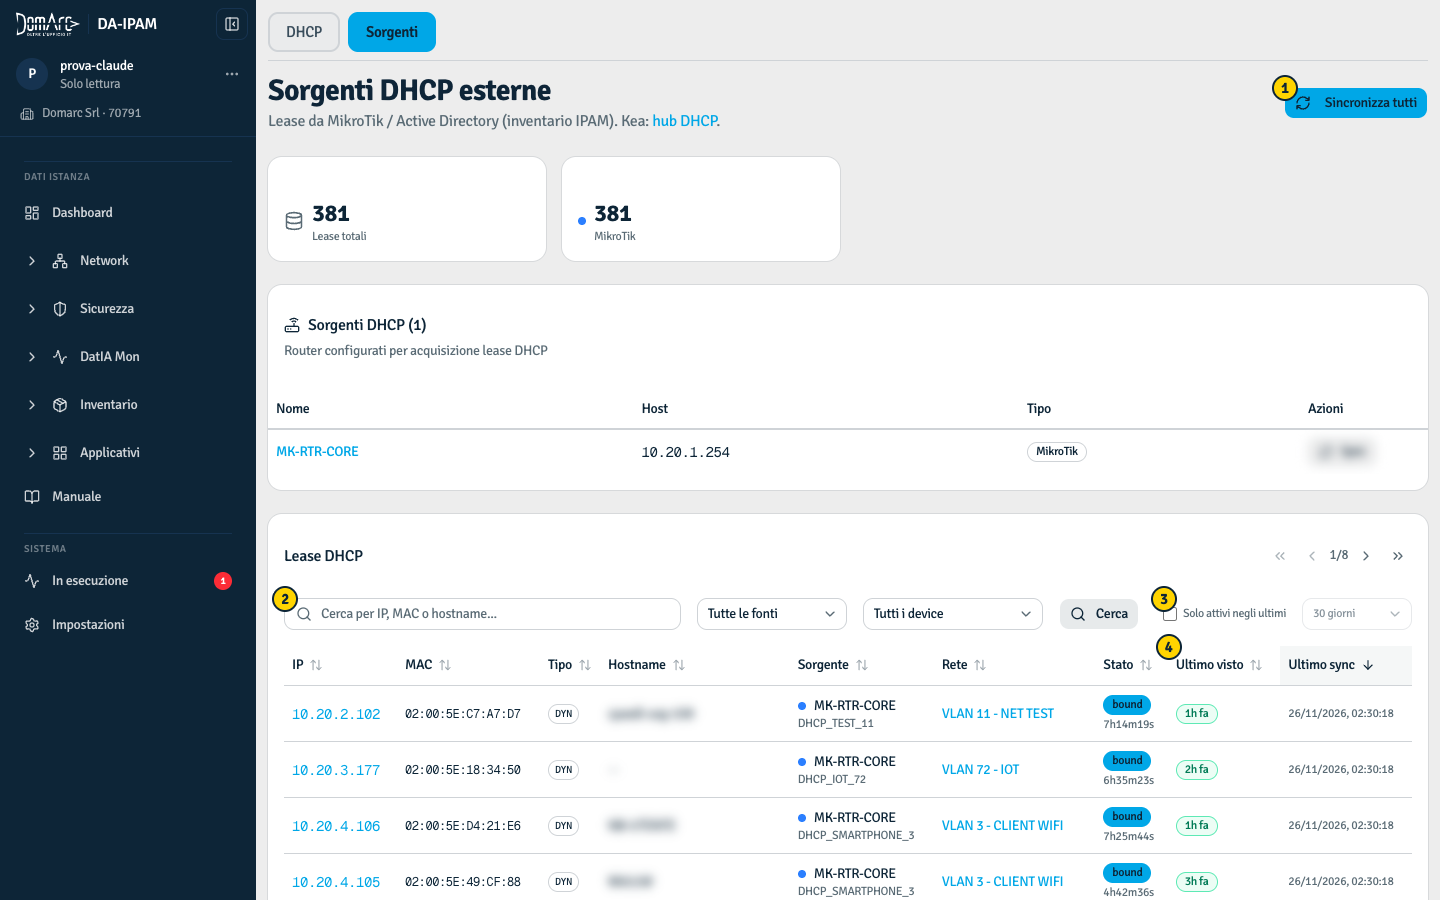 DomArc
OLTRE L'UFFICIO IT
DA-IPAM
P
prova-claude
Solo lettura
Domarc Srl · 70791
DATI ISTANZA
Dashboard
Network
Sicurezza
DatIA Mon
Inventario
Applicativi
Manuale
SISTEMA
In esecuzione
1
Impostazioni
DHCP
Sorgenti
Sorgenti DHCP esterne
Lease da MikroTik / Active Directory (inventario IPAM). Kea: hub DHCP.
1
Sincronizza tutti
381
Lease totali
381
MikroTik
Sorgenti DHCP (1)
Router configurati per acquisizione lease DHCP
Nome Host Tipo Azioni
MK-RTR-CORE 10.20.1.254 MikroTik
Lease DHCP
1/8
2
Cerca per IP, MAC o hostname...
Tutte le fonti
Tutti i device
Cerca
3
Solo attivi negli ultimi
30 giorni
4
IP MAC Tipo Hostname Sorgente Rete Stato Ultimo visto Ultimo sync
10.20.2.102 02:00:5E:C7:A7:D7 DYN MK-RTR-CORE VLAN 11 - NET TEST bound 1h fa 26/11/2026, 02:30:18
DHCP_TEST_11 7h14m19s
10.20.3.177 02:00:5E:18:34:50 DYN MK-RTR-CORE VLAN 72 - IOT bound 2h fa 26/11/2026, 02:30:18
DHCP_IOT_72 6h35m23s
10.20.4.106 02:00:5E:D4:21:E6 DYN MK-RTR-CORE VLAN 3 - CLIENT WIFI bound 1h fa 26/11/2026, 02:30:18
DHCP_SMARTPHONE_3 7h25m44s
10.20.4.105 02:00:5E:49:CF:88 DYN MK-RTR-CORE VLAN 3 - CLIENT WIFI bound 3h fa 26/11/2026, 02:30:18
DHCP_SMARTPHONE_3 4h42m36s